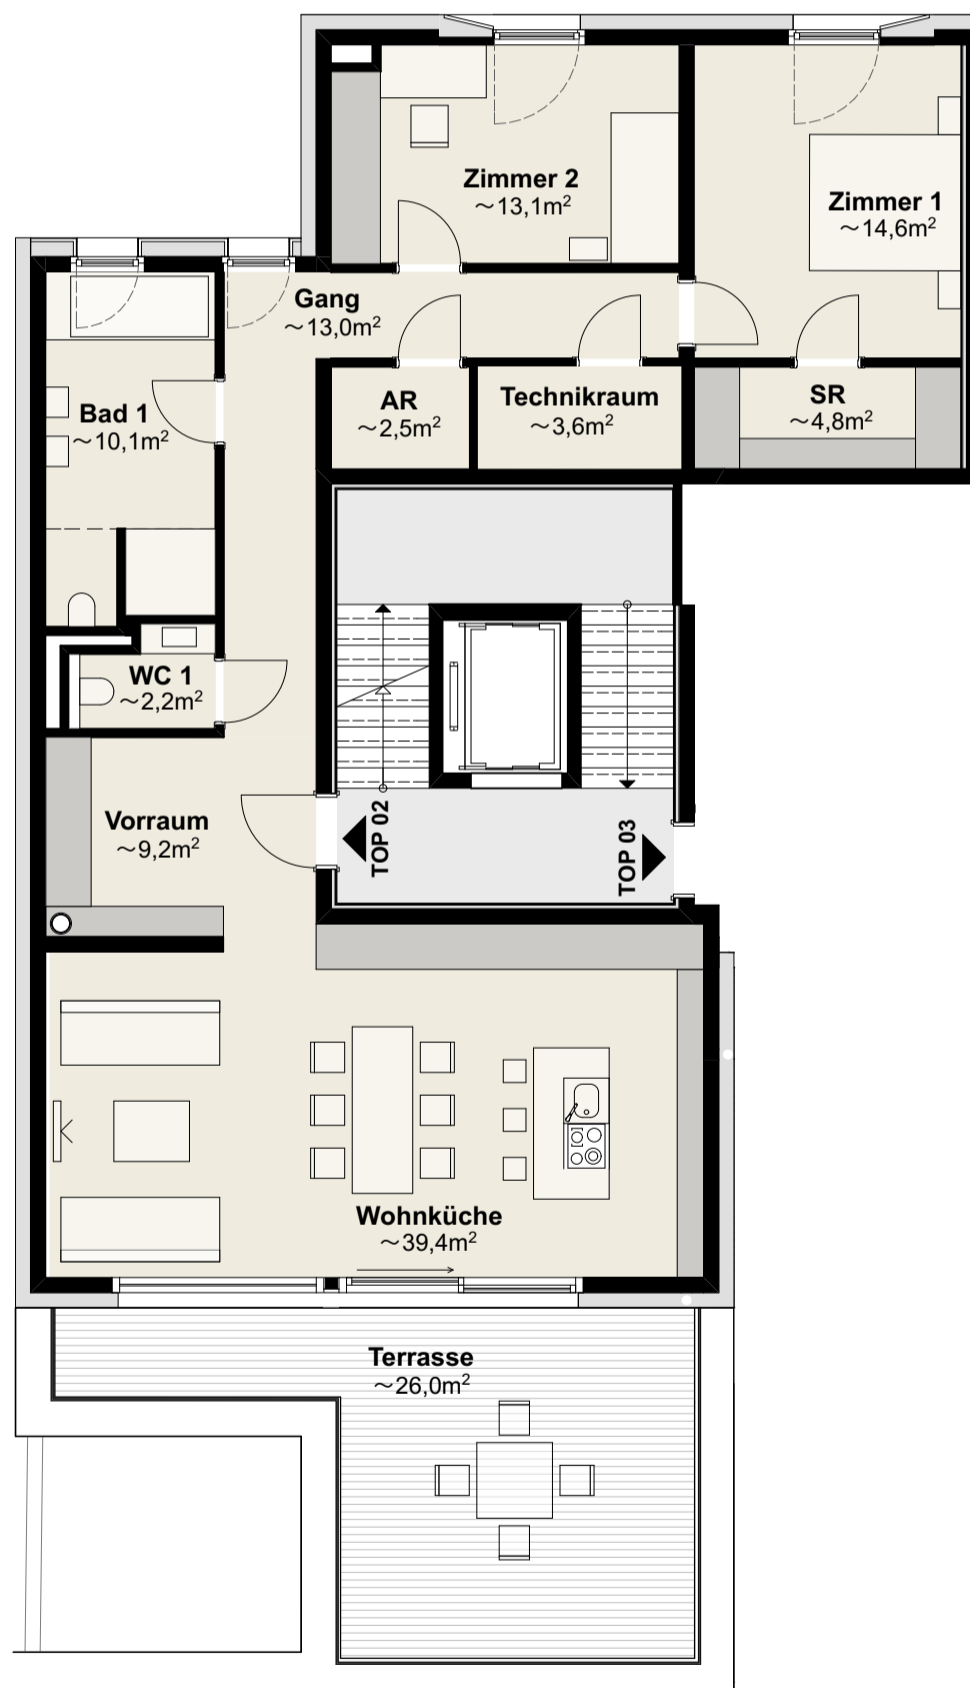 Zimmer 2
~13,1m²
Zimmer 1
~14,6m²
Gang
~13,0m²
AR
~2,5m²
Technikraum
~3,6m²
SR
~4,8m²
Bad 1
~10,1m²
WC 1
~2,2m²
Vorraum
~9,2m²
TOP 02
TOP 03
Wohnküche
~39,4m²
Terrasse
~26,0m²